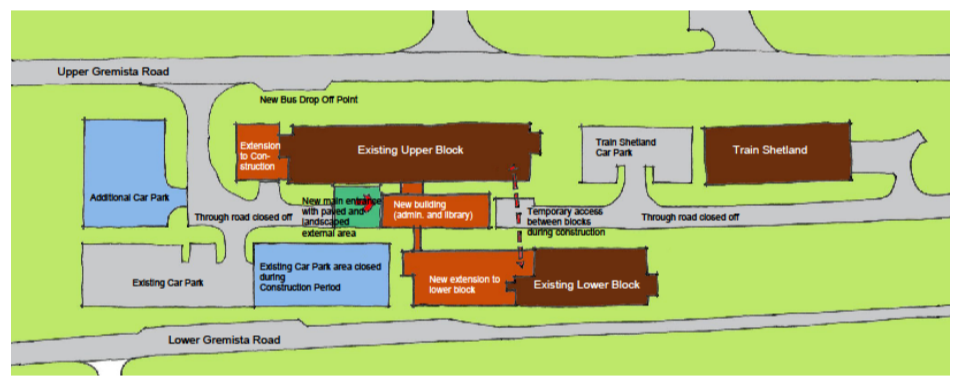 Upper Gremista Road
New Bus Drop Off Point
Extension
to Con-
struction
Existing Upper Block
Train Shetland
Car Park
Train Shetland
Additional Car Park
New main entrance
with paved and
landscaped
external area
New building
(admin. and library)
Through road closed off
Temporary access
between blocks
during construction
Through road closed off
Existing Car Park
Existing Car Park area closed
during
Construction Period
New extension to
lower block
Existing Lower Block
Lower Gremista Road